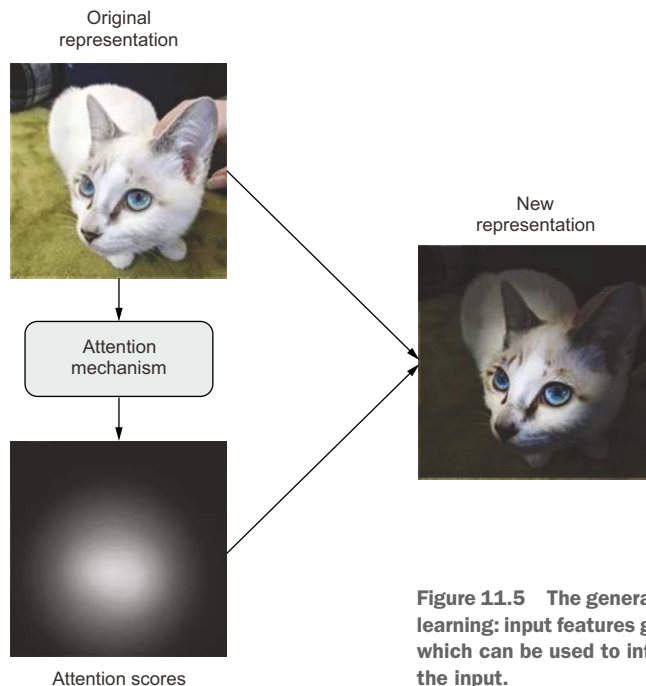 Original
representation
Attention
mechanism
Attention scores
New
representation
Figure 11.5 The genera
learning: input features g
which can be used to inf
the input.